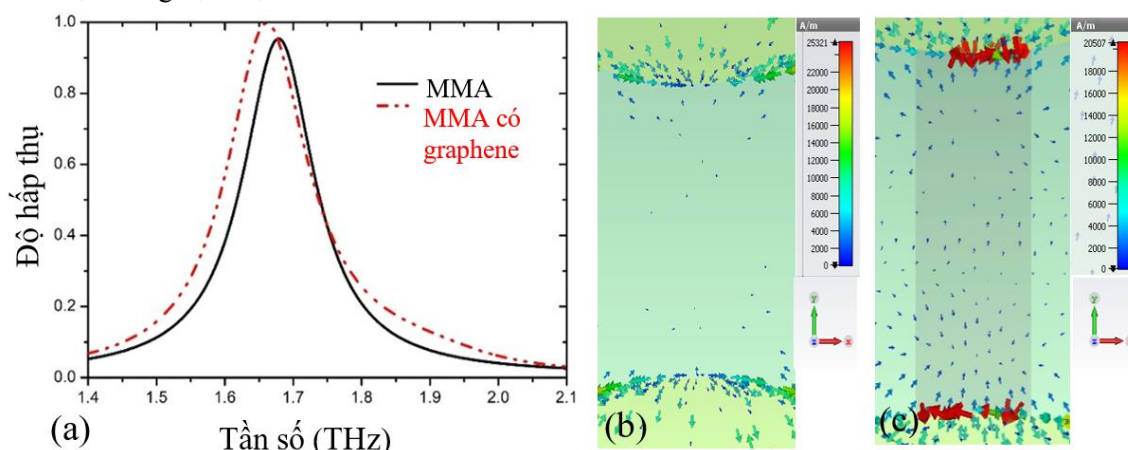 1.0
0.8
0.6
0.4
0.2
0.0
1.4 1.5 1.6 1.7 1.8 1.9 2.0 2.1
Độ hấp thụ
Tần số (THz)
MMA
MMA có
graphene
(a)
A/m
25321
22000
20000
18000
16000
14000
12000
10000
8000
6000
4000
2000
0
y
z
x
(b)
A/m
20507
18000
16000
14000
12000
10000
8000
6000
4000
2000
0
y
z
x
(c)